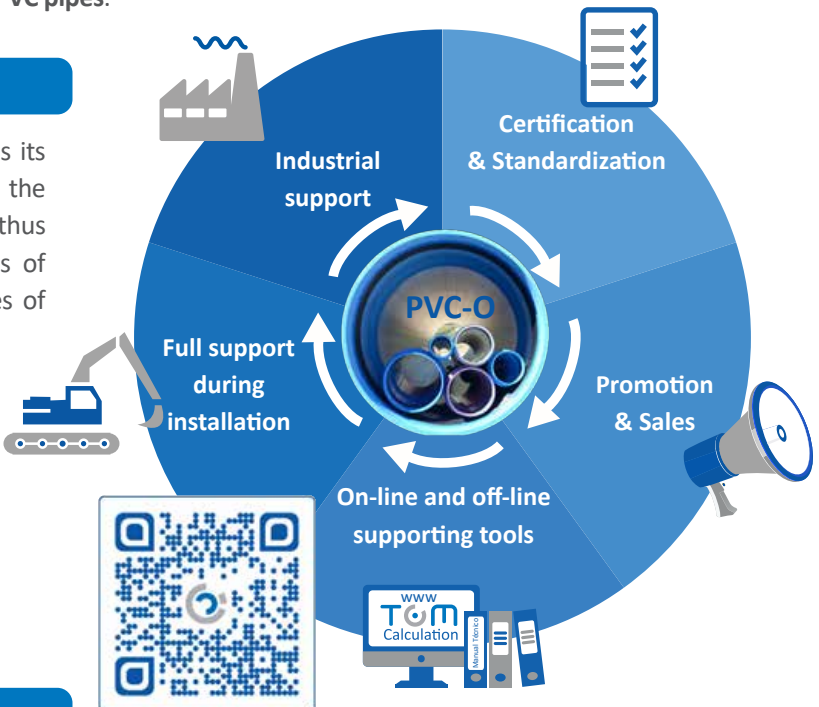 VC pipes.
s its
the
thus
s of
es of
Industrial
support
Certification
& Standardization
PVC-O
Full support
during
installation
Promotion
& Sales
On-line and off-line
supporting tools
www
TOM
Calculation
Manual Técnico